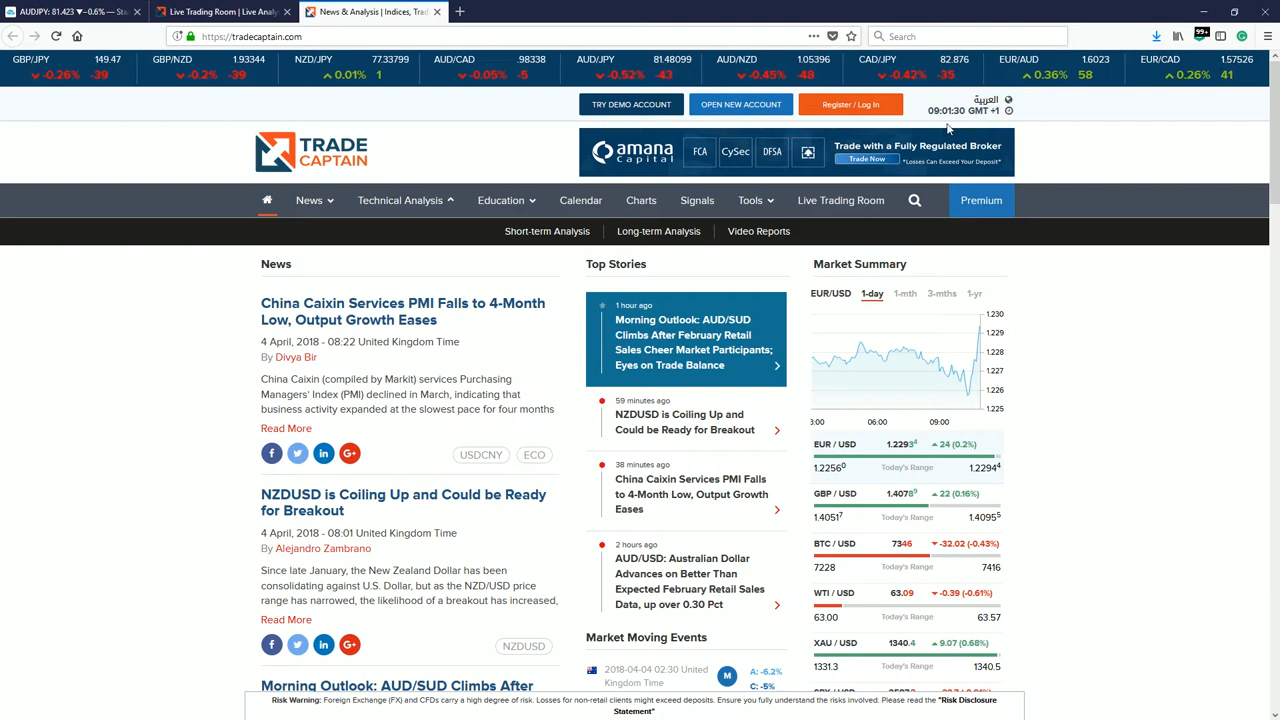 AUDJPY: 81.423 ▼−0.6% — Sta
Live Trading Room | Live Analy
News & Analysis | Indices, Trad
https://tradecaptain.com
Search
99+
GBP/JPY 149.47
-0.26% -39
GBP/NZD 1.93344
-0.2% -39
NZD/JPY 77.33799
0.01% 1
AUD/CAD .98338
-0.05% -5
AUD/JPY 81.48099
-0.52% -43
AUD/NZD 1.05396
-0.45% -48
CAD/JPY 82.876
-0.42% -35
EUR/AUD 1.6023
0.36% 58
EUR/CAD 1.57526
0.26% 41
TRY DEMO ACCOUNT
OPEN NEW ACCOUNT
Register / Log In
العربية
09:01:30 GMT +1
TRADE
CAPTAIN
amana
capital
FCA
CySec
DFSA
Trade with a Fully Regulated Broker
Trade Now
*Losses Can Exceed Your Deposit*
News
Technical Analysis
Education
Calendar
Charts
Signals
Tools
Live Trading Room
Premium
Short-term Analysis
Long-term Analysis
Video Reports
News
China Caixin Services PMI Falls to 4-Month
Low, Output Growth Eases
4 April, 2018 - 08:22 United Kingdom Time
By Divya Bir
China Caixin (compiled by Markit) services Purchasing
Managers' Index (PMI) declined in March, indicating that
business activity expanded at the slowest pace for four months
Read More
USDCNY
ECO
NZDUSD is Coiling Up and Could be Ready
for Breakout
4 April, 2018 - 08:01 United Kingdom Time
By Alejandro Zambrano
Since late January, the New Zealand Dollar has been
consolidating against U.S. Dollar, but as the NZD/USD price
range has narrowed, the likelihood of a breakout has increased,
Read More
NZDUSD
Morning Outlook: AUD/SUD Climbs After
Top Stories
1 hour ago
Morning Outlook: AUD/SUD
Climbs After February Retail
Sales Cheer Market Participants;
Eyes on Trade Balance
59 minutes ago
NZDUSD is Coiling Up and
Could be Ready for Breakout
38 minutes ago
China Caixin Services PMI Falls
to 4-Month Low, Output Growth
Eases
2 hours ago
AUD/USD: Australian Dollar
Advances on Better Than
Expected February Retail Sales
Data, up over 0.30 Pct
Market Moving Events
2018-04-04 02:30 United
Kingdom Time
M
A: -6.2%
C: -5%
Market Summary
EUR/USD 1-day 1-mth 3-mths 1-yr
1.230
1.229
1.228
1.227
1.226
1.225
3:00 06:00 09:00
EUR / USD 1.2293⁴ 24 (0.2%)
1.2256⁰ Today's Range 1.2294⁴
GBP / USD 1.4078⁹ 22 (0.16%)
1.4051⁷ Today's Range 1.4095⁵
BTC / USD 7346 -32.02 (-0.43%)
7228 Today's Range 7416
WTI / USD 63.09 -0.39 (-0.61%)
63.00 Today's Range 63.57
XAU / USD 1340.4 9.07 (0.68%)
1331.3 Today's Range 1340.5
Risk Warning: Foreign Exchange (FX) and CFDs carry a high degree of risk. Losses for non-retail clients might exceed deposits. Ensure you fully understand the risks involved. Please read the "Risk Disclosure
Statement"